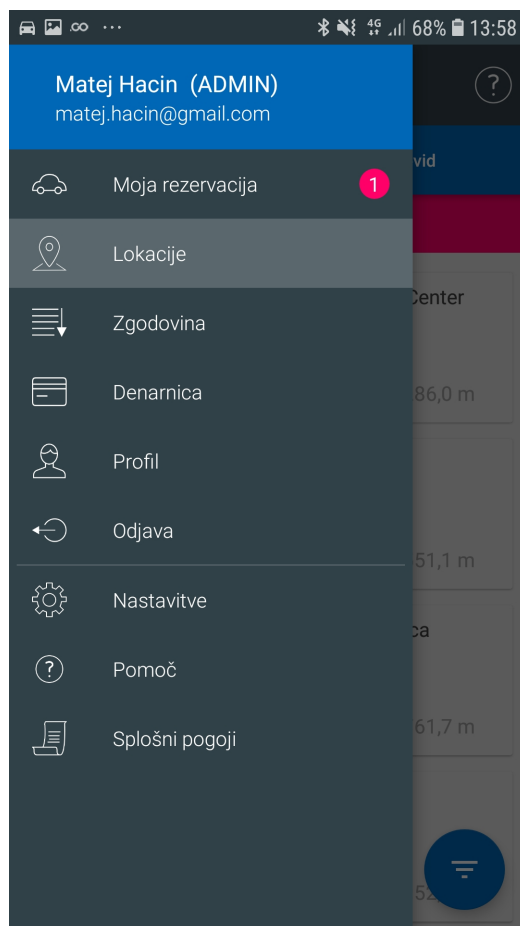 68% 13:58
Matej Hacin (ADMIN)
matej.hacin@gmail.com
?
vid
Moja rezervacija 1
Lokacije
Center
Zgodovina
Denarnica
86,0 m
Profil
Odjava
51,1 m
Nastavitve
ca
Pomoč
?
61,7 m
Splošni pogoji